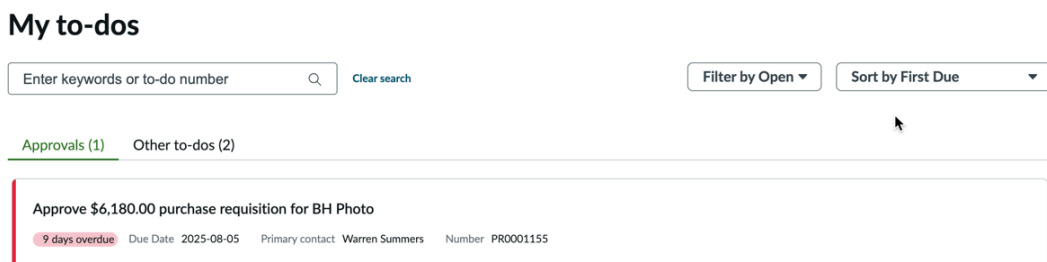 My to-dos
Enter keywords or to-do number Clear search Filter by Open Sort by First Due
Approvals (1) Other to-dos (2)
Approve $6,180.00 purchase requisition for BH Photo
9 days overdue Due Date 2025-08-05 Primary contact Warren Summers Number PR0001155